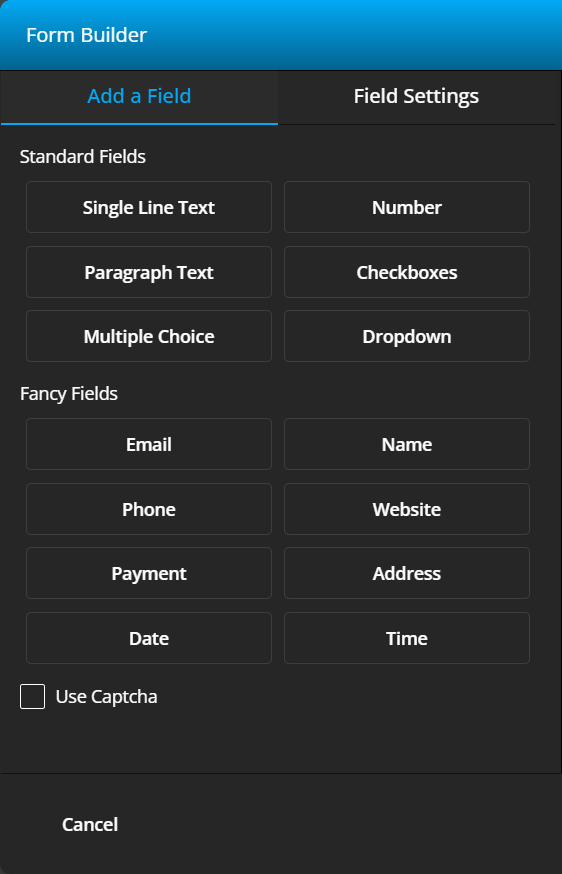 Form Builder
Add a Field Field Settings
Standard Fields
Single Line Text Number
Paragraph Text Checkboxes
Multiple Choice Dropdown
Fancy Fields
Email Name
Phone Website
Payment Address
Date Time
Use Captcha
Cancel